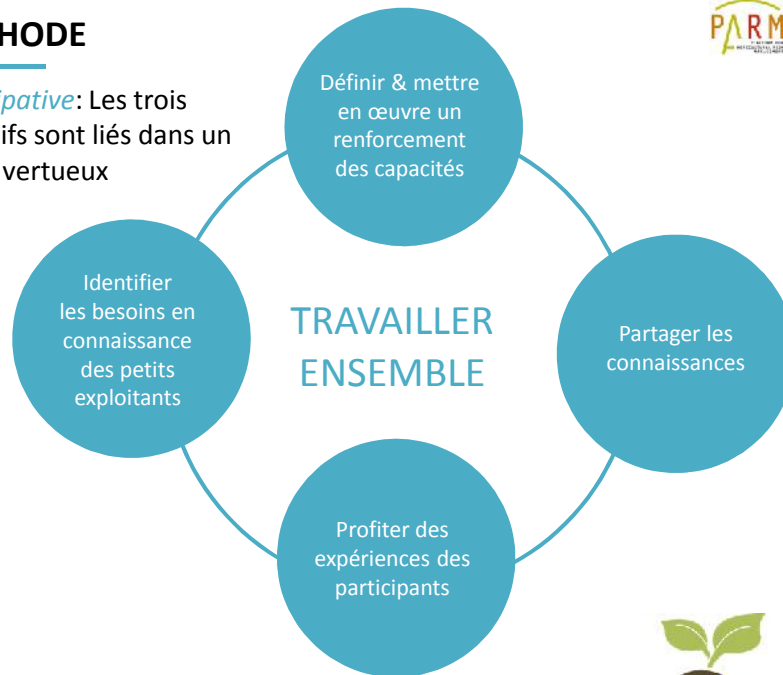 HODE
ipative: Les trois
ifs sont liés dans un
vertueux
PARM
Définir & mettre
en œuvre un
renforcement
des capacités
Identifier
les besoins en
connaissance
des petits
exploitants
TRAVAILLER
ENSEMBLE
Partager les
connaissances
Profiter des
expériences des
participants